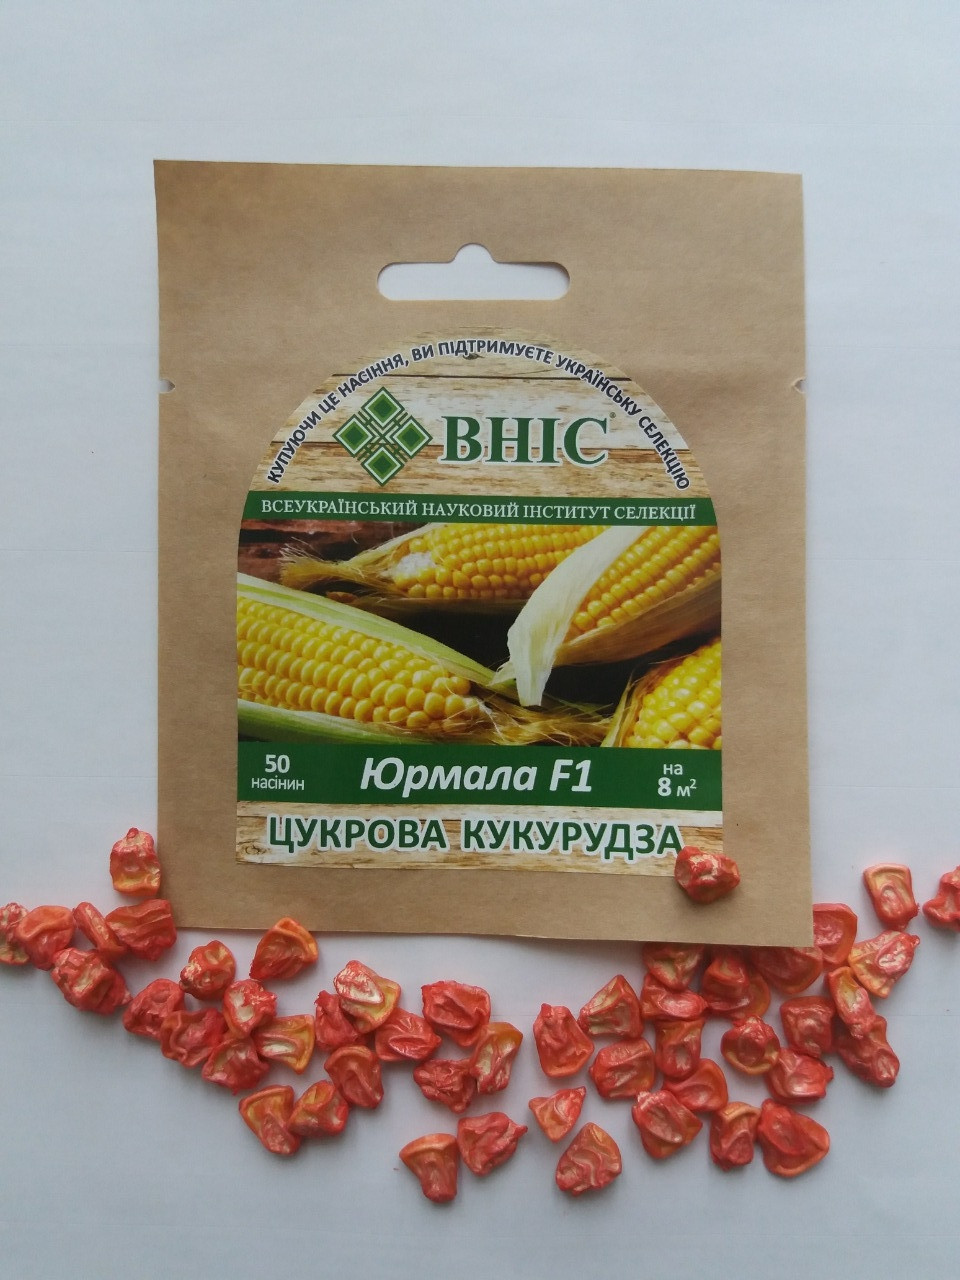 КУПУЮЧИ ЦЕ НАСІННЯ, ВИ ПІДТРИМУЄТЕ УКРАЇНСЬКУ СЕЛЕКЦІЮ
ВНІС®
ВСЕУКРАЇНСЬКИЙ НАУКОВИЙ ІНСТИТУТ СЕЛЕКЦІЇ
50
насінин
Юрмала F1
на
8 м²
ЦУКРОВА КУКУРУДЗА